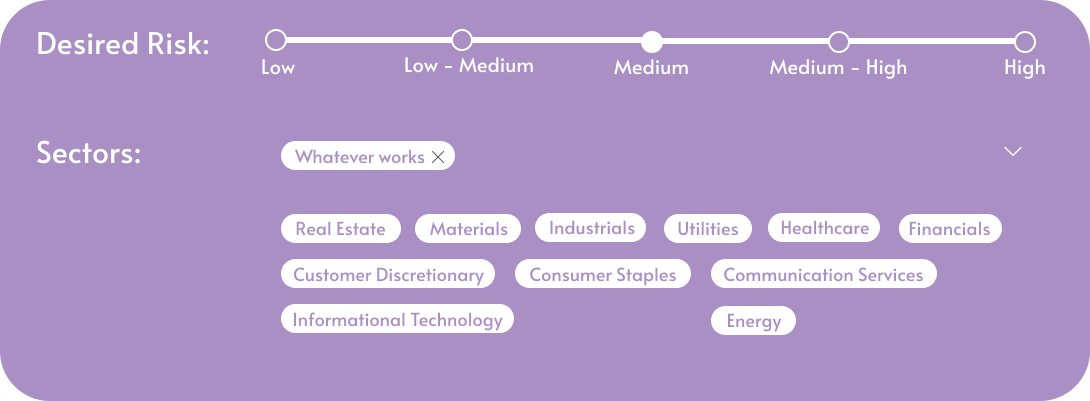 Desired Risk:
Low
Low - Medium
Medium
Medium - High
High
Sectors:
Whatever works
Real Estate
Materials
Industrials
Utilities
Healthcare
Financials
Customer Discretionary
Consumer Staples
Communication Services
Informational Technology
Energy